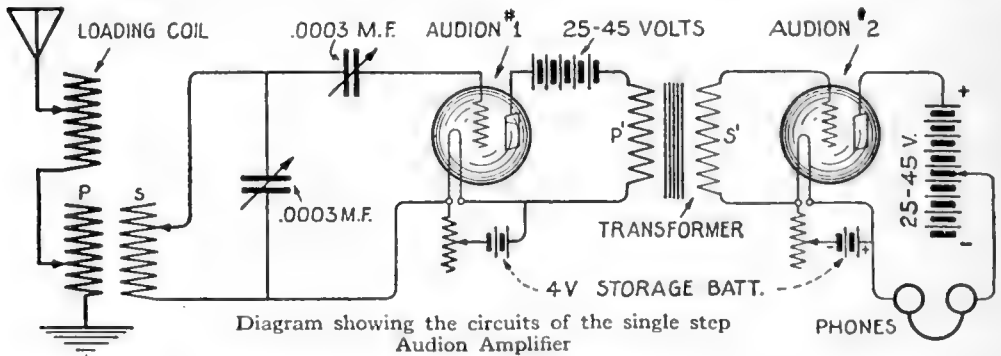 LOADING COIL
.0003 M.F.
AUDION #1
25-45 VOLTS
AUDION #2
P
S
.0003 M.F.
P'
S'
TRANSFORMER
+
25-45 V.
-
- +
4V STORAGE BATT.
PHONES
Diagram showing the circuits of the single step
Audion Amplifier